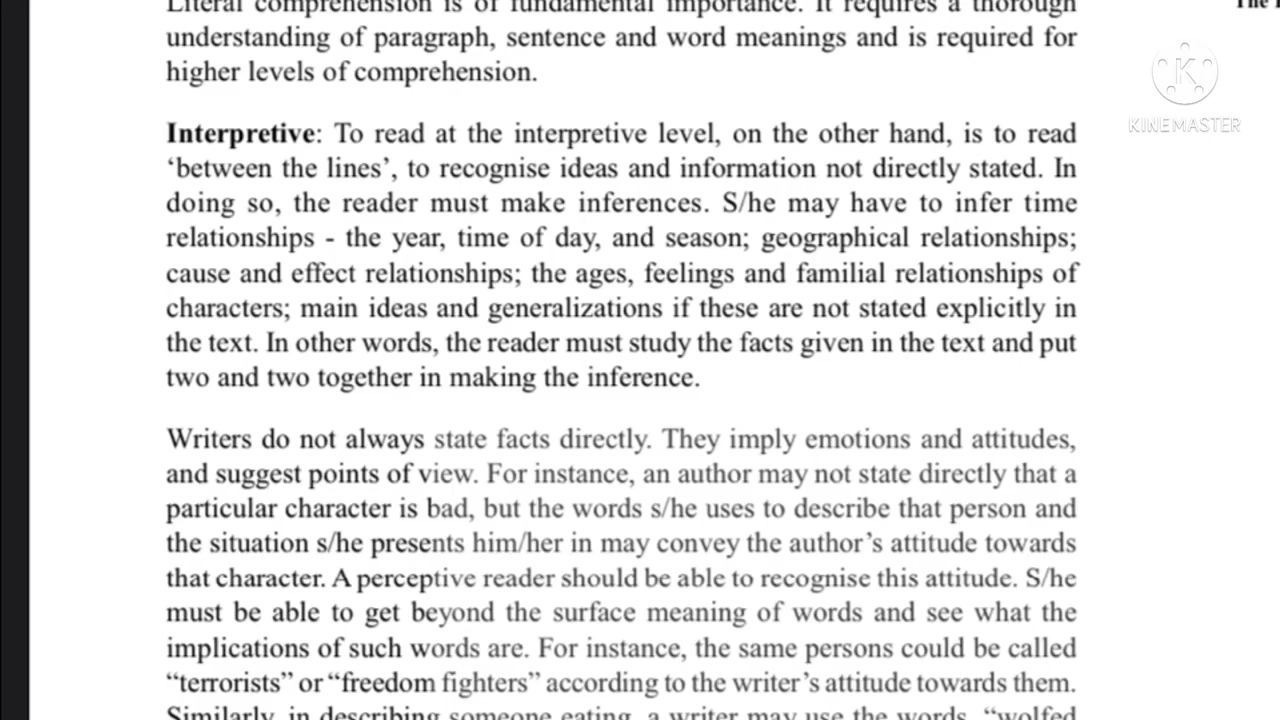 Literal comprehension is of fundamental importance. It requires a thorough
understanding of paragraph, sentence and word meanings and is required for
higher levels of comprehension.
Interpretive: To read at the interpretive level, on the other hand, is to read
‘between the lines’, to recognise ideas and information not directly stated. In
doing so, the reader must make inferences. S/he may have to infer time
relationships - the year, time of day, and season; geographical relationships;
cause and effect relationships; the ages, feelings and familial relationships of
characters; main ideas and generalizations if these are not stated explicitly in
the text. In other words, the reader must study the facts given in the text and put
two and two together in making the inference.
Writers do not always state facts directly. They imply emotions and attitudes,
and suggest points of view. For instance, an author may not state directly that a
particular character is bad, but the words s/he uses to describe that person and
the situation s/he presents him/her in may convey the author’s attitude towards
that character. A perceptive reader should be able to recognise this attitude. S/he
must be able to get beyond the surface meaning of words and see what the
implications of such words are. For instance, the same persons could be called
“terrorists” or “freedom fighters” according to the writer’s attitude towards them.
Similarly, in describing someone eating, a writer may use the words, “wolfed
The
K
KINEMASTER